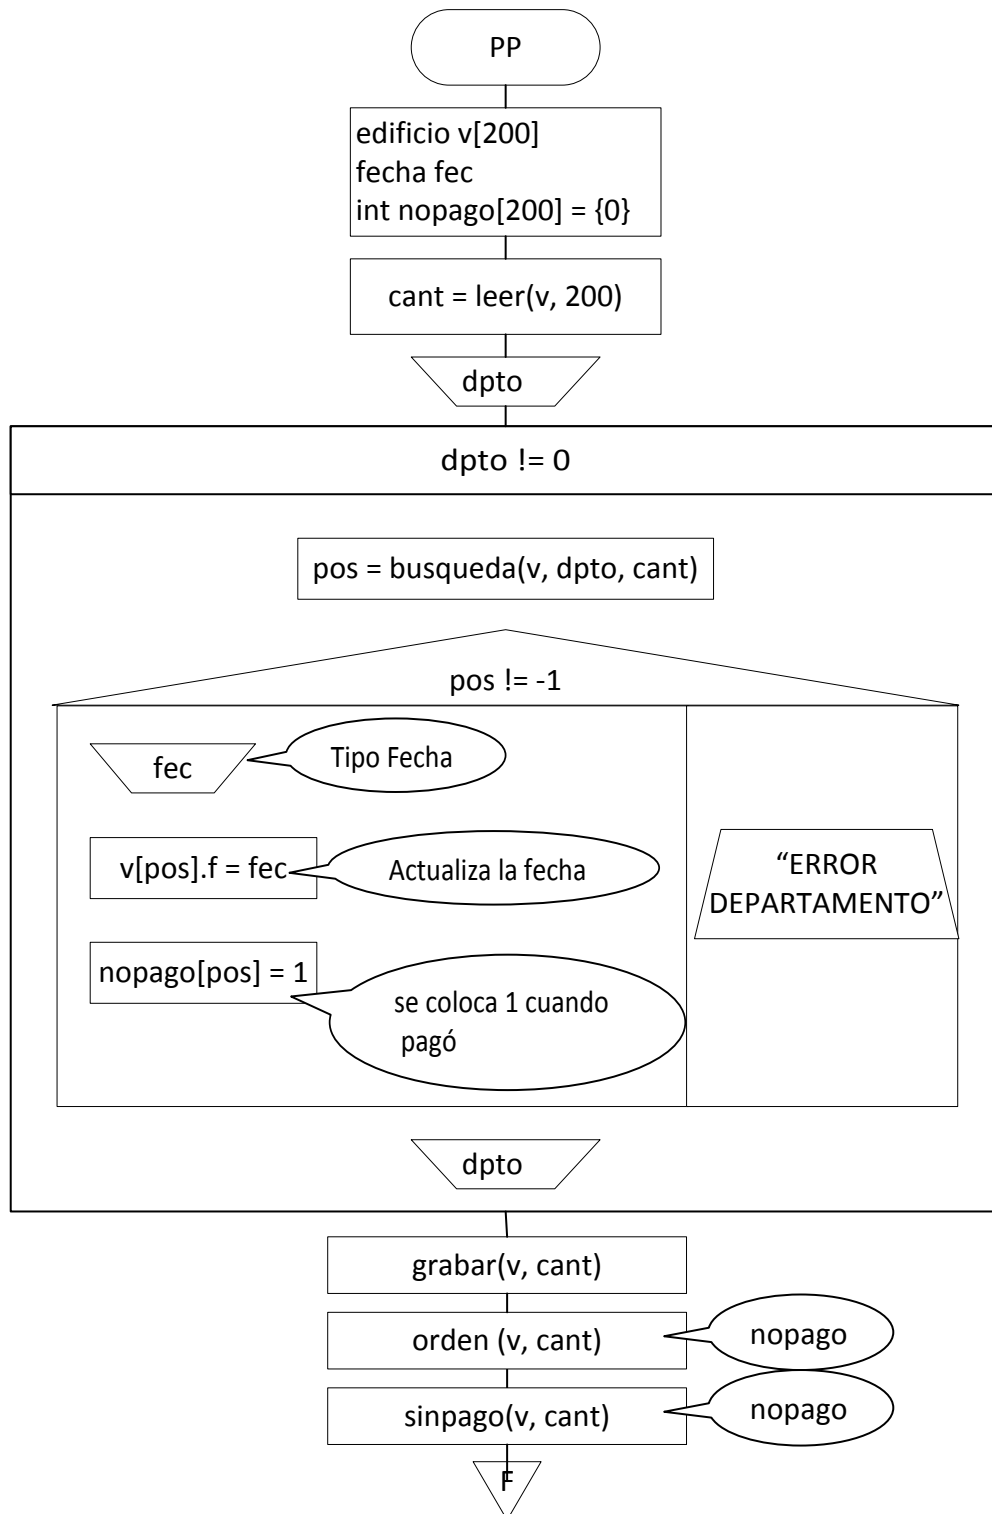 PP
edificio v[200]
fecha fec
int nopago[200] = {0}
cant = leer(v, 200)
dpto
dpto != 0
pos = busqueda(v, dpto, cant)
pos != -1
fec
Tipo Fecha
v[pos].f = fec
Actualiza la fecha
"ERROR
DEPARTAMENTO"
nopago[pos] = 1
se coloca 1 cuando
pagó
dpto
grabar(v, cant)
orden (v, cant)
nopago
sinpago(v, cant)
nopago
F